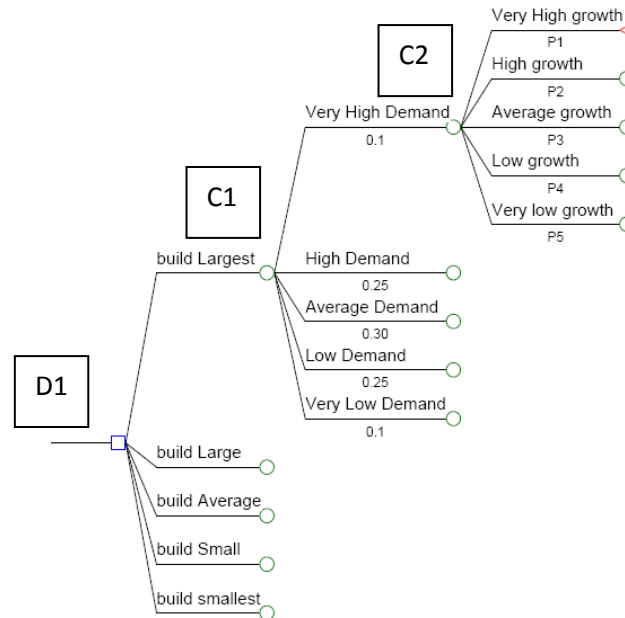 Very High growth
P1
C2
High growth
P2
Very High Demand
Average growth
0.1
P3
Low growth
P4
C1
Very low growth
P5
build Largest
High Demand
0.25
Average Demand
0.30
Low Demand
0.25
D1
Very Low Demand
0.1
build Large
build Average
build Small
build smallest